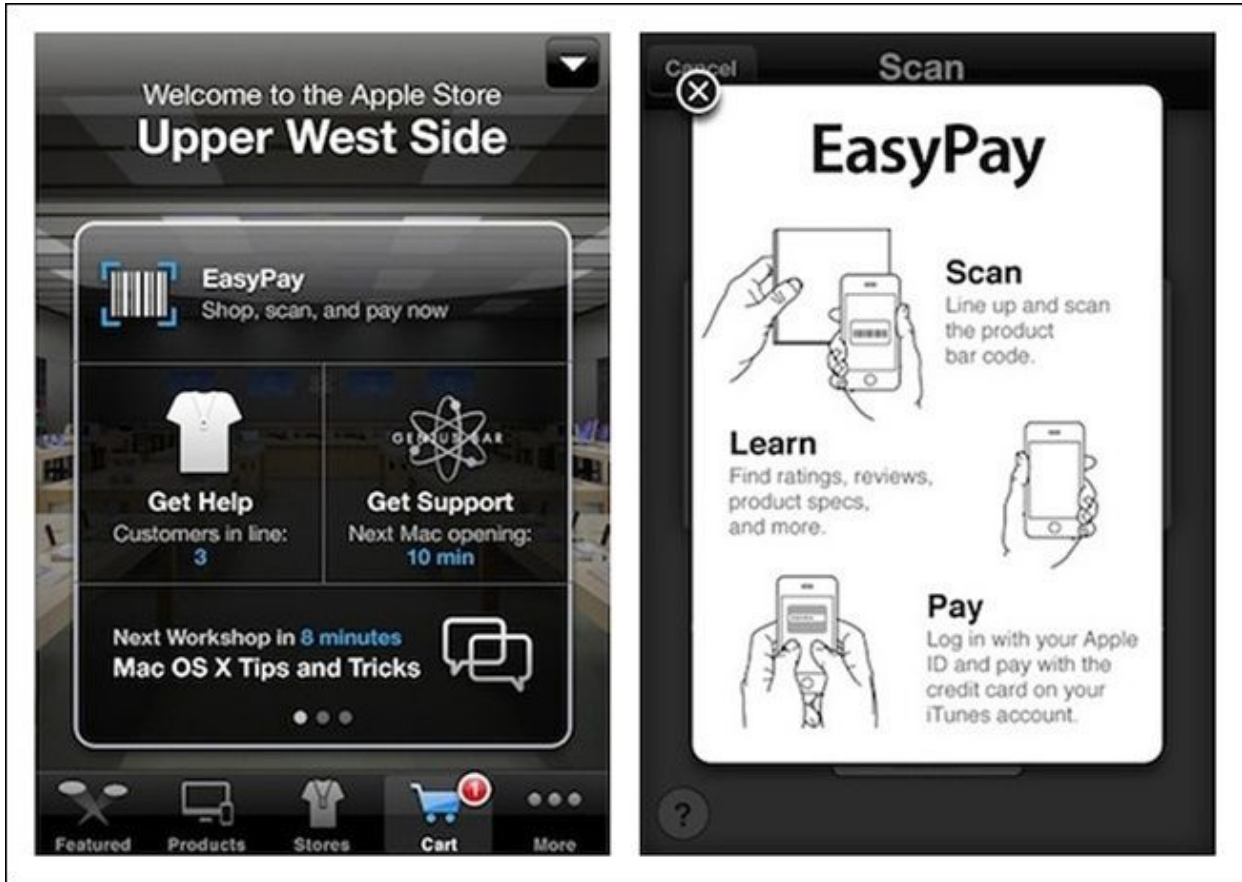 Welcome to the Apple Store
Upper West Side
EasyPay
Shop, scan, and pay now
GENIUS BAR
Get Help
Customers in line:
3
Get Support
Next Mac opening:
10 min
Next Workshop in 8 minutes
Mac OS X Tips and Tricks
1
Featured
Products
Stores
Cart
More
Cancel
Scan
EasyPay
Scan
Line up and scan
the product
bar code.
Learn
Find ratings, reviews,
product specs,
and more.
Pay
Log in with your Apple
ID and pay with the
credit card on your
iTunes account.
?